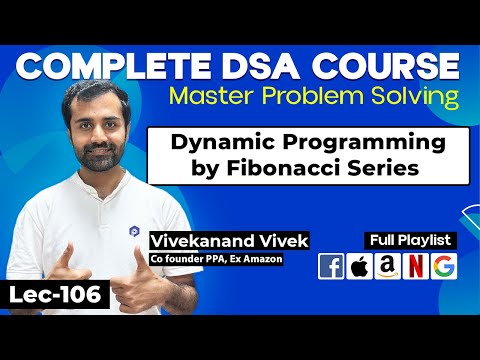 COMPLETE DSA COURSE
Master Problem Solving
Dynamic Programming
by Fibonacci Series
Vivekanand Vivek
Co founder PPA, Ex Amazon
Full Playlist
Lec-106